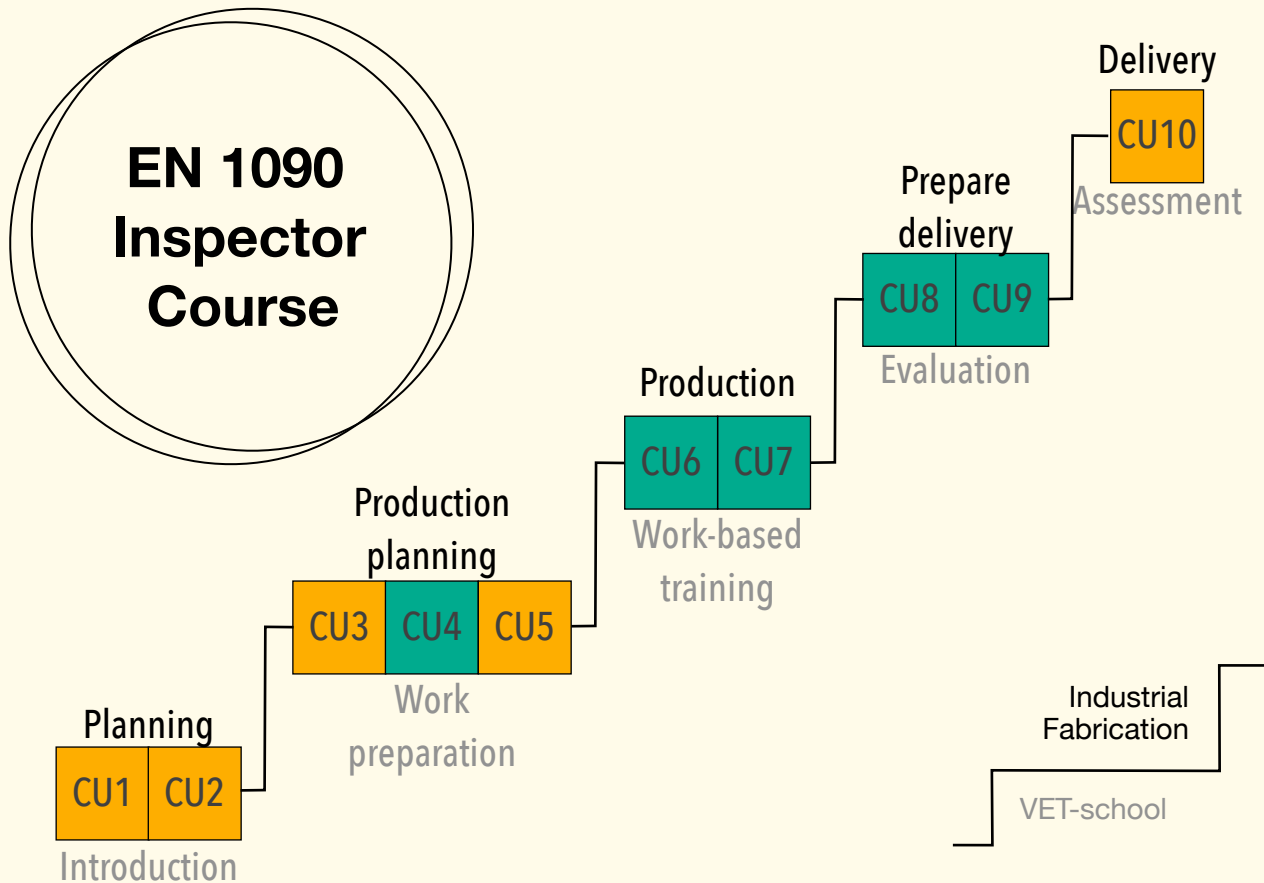 EN 1090
Inspector
Course
Delivery
CU10
Assessment
Prepare
delivery
CU8 CU9
Evaluation
Production
CU6 CU7
Work-based
training
Production
planning
CU3 CU4 CU5
Work
preparation
Planning
CU1 CU2
Introduction
Industrial
Fabrication
VET-school